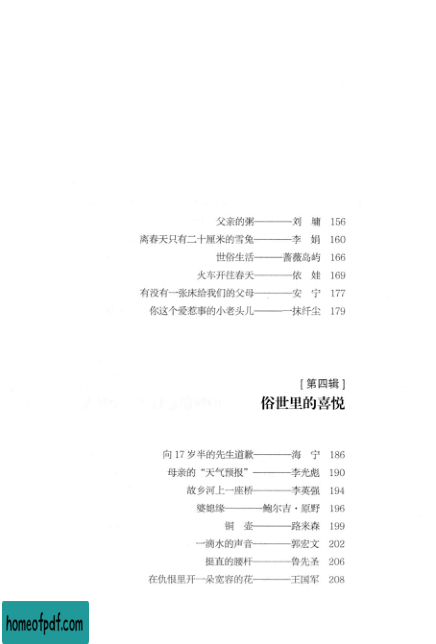 父亲的粥————刘 墉 156
离春天只有二十厘米的雪兔————李 娟 160
世俗生活————蔷薇岛屿 166
火车开往春天————依 娃 169
有没有一张床给我们的父母————安 宁 177
你这个爱惹事的小老头儿————一抹纤尘 179
[第四辑]
俗世里的喜悦
向17岁半的先生道歉————海 宁 186
母亲的“天气预报”————李光彪 190
故乡河上一座桥————李英强 194
婆媳缘————鲍尔吉·原野 196
铜 壶————路来森 199
一滴水的声音————郭宏文 202
挺直的腰杆————鲁先圣 206
在仇恨里开一朵宽容的花————王国军 208
homeofpdf.com